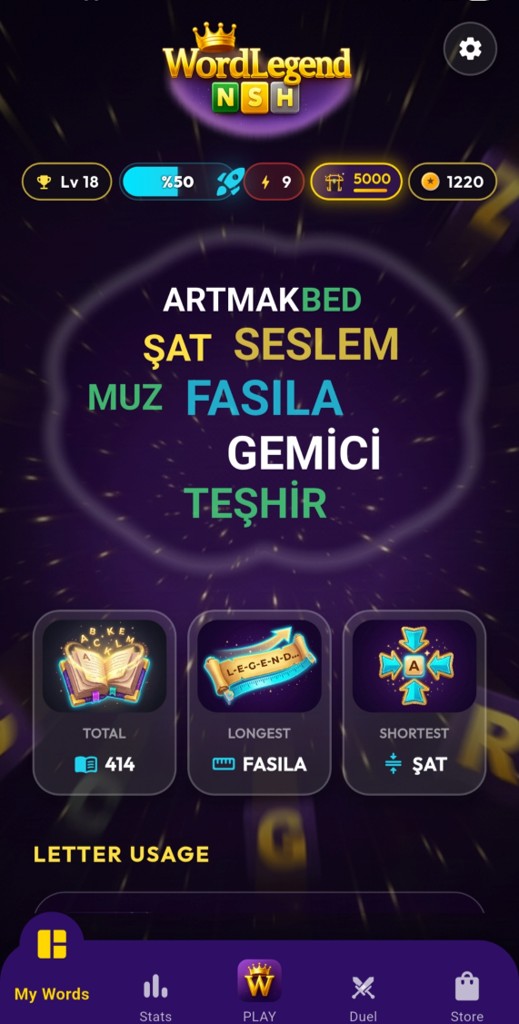 WordLegend
N S H
Lv 18
%50
9
5000
1220
ARTMAKBED
ŞAT SESLEM
MUZ FASILA
GEMİCİ
TEŞHİR
L-E-G-E-N-D...
A
TOTAL
LONGEST
SHORTEST
414
FASILA
ŞAT
LETTER USAGE
My Words
Stats
W
PLAY
Duel
Store